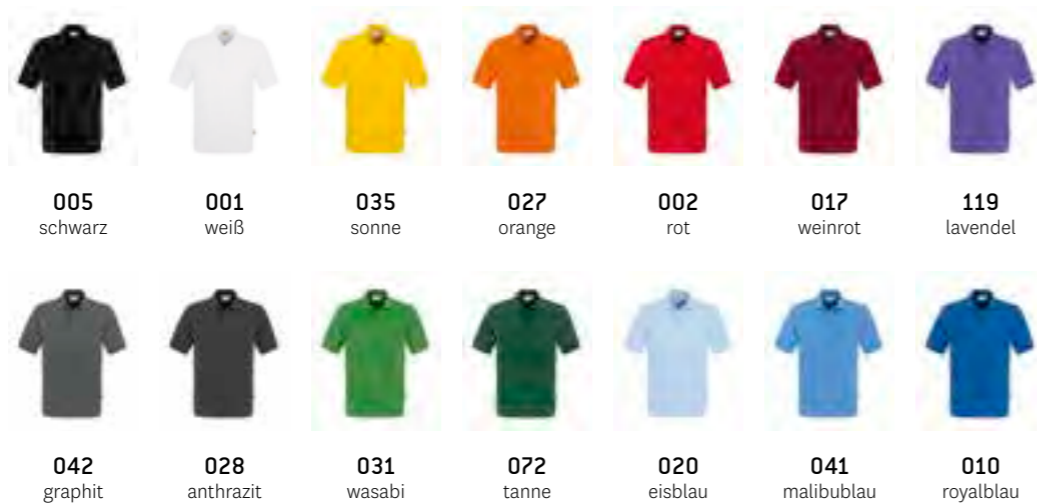 005 001 035 027 002 017 119
schwarz weiß sonne orange rot weinrot lavendel
042 028 031 072 020 041 010
graphit anthrazit wasabi tanne eisblau malibublau royalblau